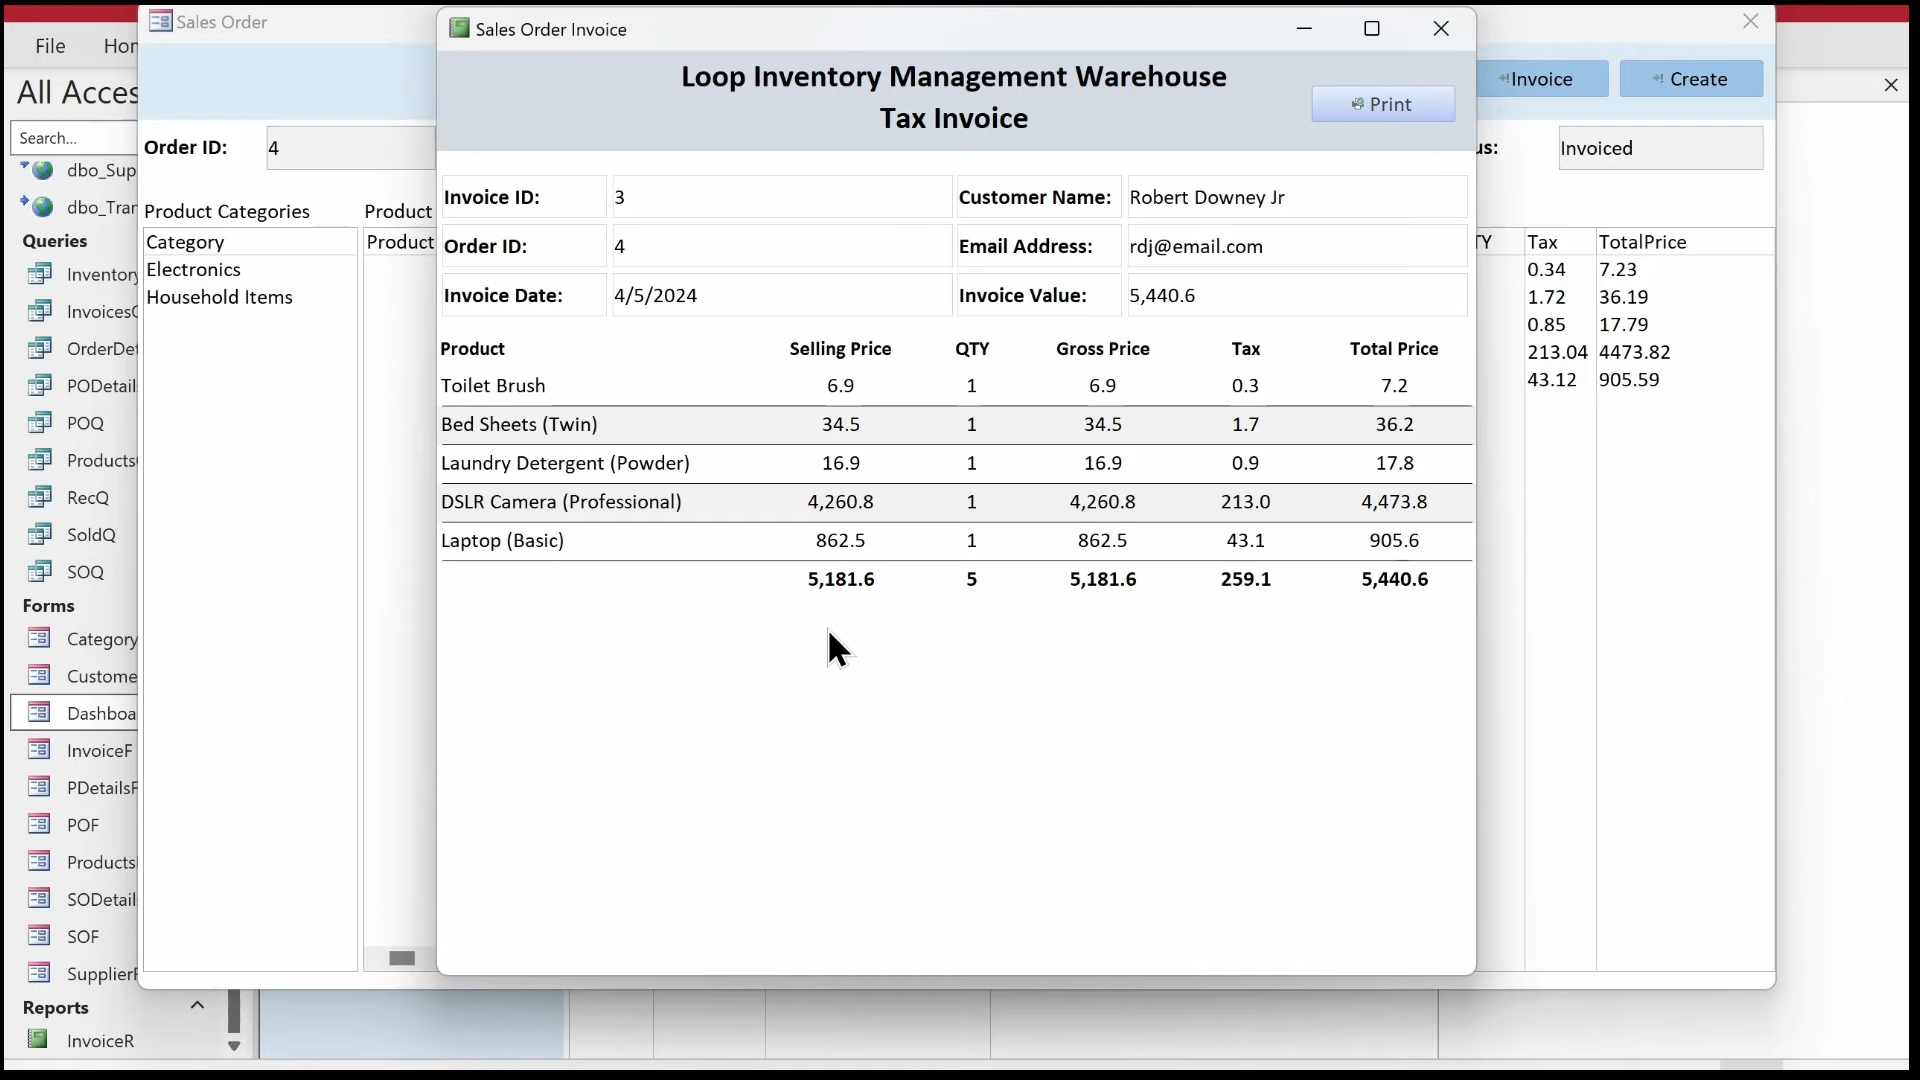 Sales Order
Sales Order Invoice
File
Loop Inventory Management Warehouse
Tax Invoice
Print
Invoice
Create
All Acces
Search...
Order ID:
4
us:
Invoiced
dbo_Sup
dbo_Tran
Product Categories
Product
Category
Product
TY
Tax
TotalPrice
Electronics
0.34
7.23
Household Items
1.72
36.19
0.85
17.79
213.04
4473.82
43.12
905.59
Invoice ID:
3
Customer Name:
Robert Downey Jr
Order ID:
4
Email Address:
rdj@email.com
Invoice Date:
4/5/2024
Invoice Value:
5,440.6
Product
Selling Price
QTY
Gross Price
Tax
Total Price
Toilet Brush
6.9
1
6.9
0.3
7.2
Bed Sheets (Twin)
34.5
1
34.5
1.7
36.2
Laundry Detergent (Powder)
16.9
1
16.9
0.9
17.8
DSLR Camera (Professional)
4,260.8
1
4,260.8
213.0
4,473.8
Laptop (Basic)
862.5
1
862.5
43.1
905.6
5,181.6
5
5,181.6
259.1
5,440.6
Queries
Inventory
Invoices
OrderDet
PODetail
POQ
Products
RecQ
SoldQ
SOQ
Forms
Category
Custome
Dashboa
InvoiceF
PDetailsF
POF
Products
SODetail
SOF
Supplier
Reports
InvoiceR